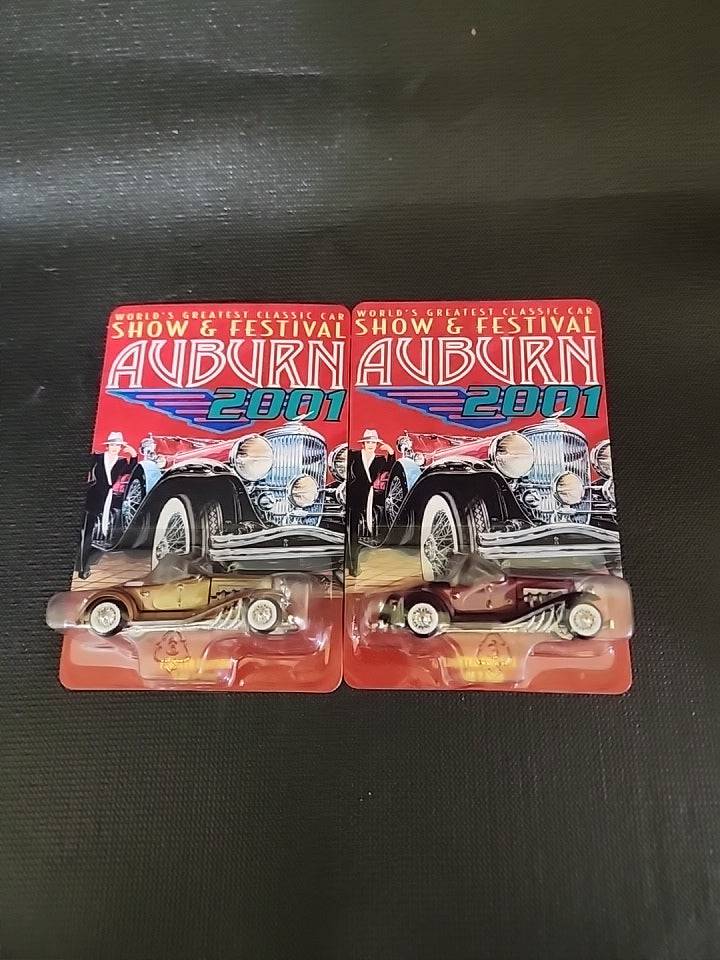 WORLD'S GREATEST CLASSIC CAR
SHOW & FESTIVAL
AUBURN
2001
WORLD'S GREATEST CLASSIC CAR
SHOW & FESTIVAL
AUBURN
2001